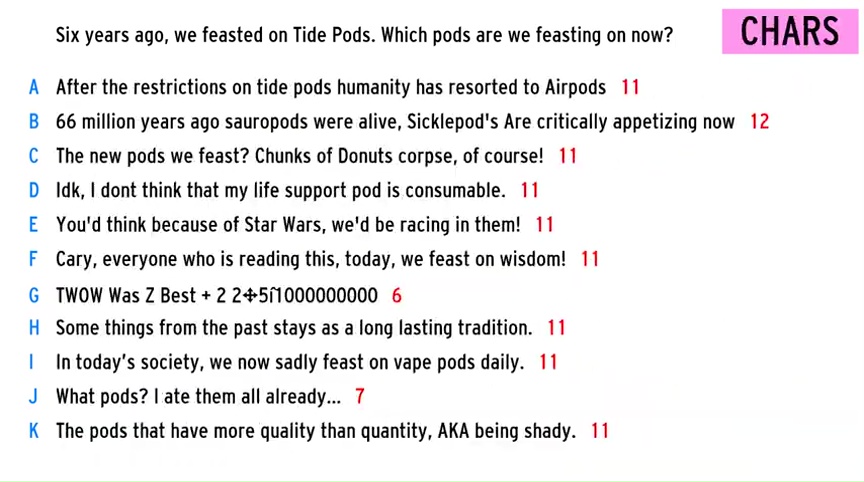 Six years ago, we feasted on Tide Pods. Which pods are we feasting on now?
CHARS
A After the restrictions on tide pods humanity has resorted to Airpods 11
B 66 million years ago sauropods were alive, Sicklepod's Are critically appetizing now 12
C The new pods we feast? Chunks of Donuts corpse, of course! 11
D Idk, I dont think that my life support pod is consumable. 11
E You'd think because of Star Wars, we'd be racing in them! 11
F Cary, everyone who is reading this, today, we feast on wisdom! 11
G TWOW Was Z Best + 2 6
H Some things from the past stays as a long lasting tradition. 11
I In today's society, we now sadly feast on vape pods daily. 11
J What pods? I ate them all already... 7
K The pods that have more quality than quantity, AKA being shady. 11